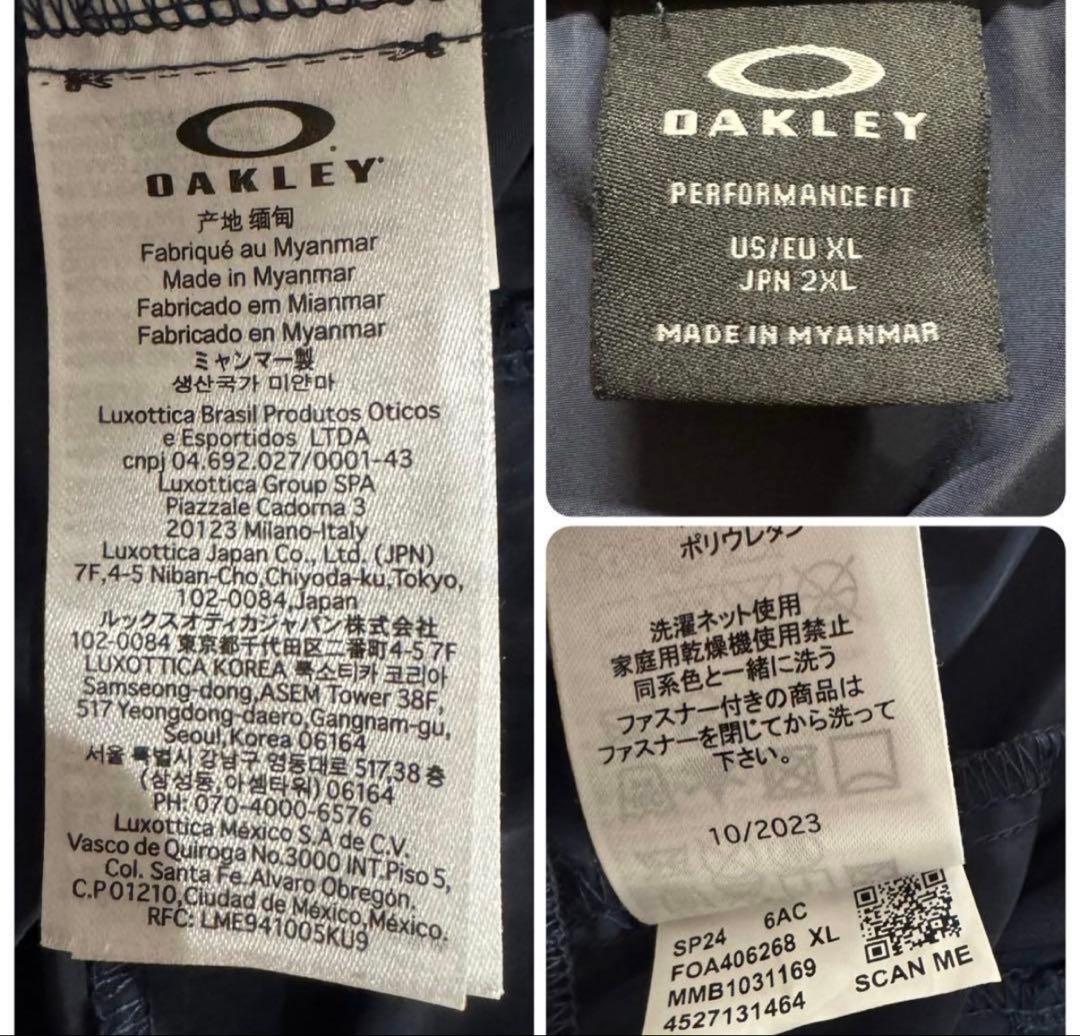 OAKLEY
产地 缅甸
Fabriqué au Myanmar
Made in Myanmar
Fabricado em Mianmar
Fabricado en Myanmar
ミャンマー製
생산국가 미얀마
Luxottica Brasil Produtos Oticos
e Esportidos LTDA
cnpj 04.692.027/0001-43
Luxottica Group SPA
Piazzale Cadorna 3
20123 Milano-Italy
Luxottica Japan Co., Ltd. (JPN)
7F,4-5 Niban-Cho,Chiyoda-ku,Tokyo,
102-0084,Japan
ルックスオティカジャパン株式会社
102-0084 東京都千代田区二番町4-5 7F
LUXOTTICA KOREA 룩소티카 코리아
Samseong-dong,ASEM Tower 38F,
517 Yeongdong-daero,Gangnam-gu,
Seoul,Korea 06164
서울 특별시 강남구 영동대로 517,38 층
(삼성동,아셈타워) 06164
PH: 070-4000-6576
Luxottica México S.A de C.V.
Vasco de Quiroga No.3000 INT.Piso 5,
Col. Santa Fe.Alvaro Obregón.
C.P 01210,Ciudad de México,México.
RFC: LME941005KU9
OAKLEY
PERFORMANCE FIT
US/EU XL
JPN 2XL
MADE IN MYANMAR
ポリウレタン
洗濯ネット使用
家庭用乾燥機使用禁止
同系色と一緒に洗う
ファスナー付きの商品は
ファスナーを閉じてから洗って
下さい。
10/2023
SP24 6AC
FOA406268 XL
MMB1031169
4527131464
SCAN ME